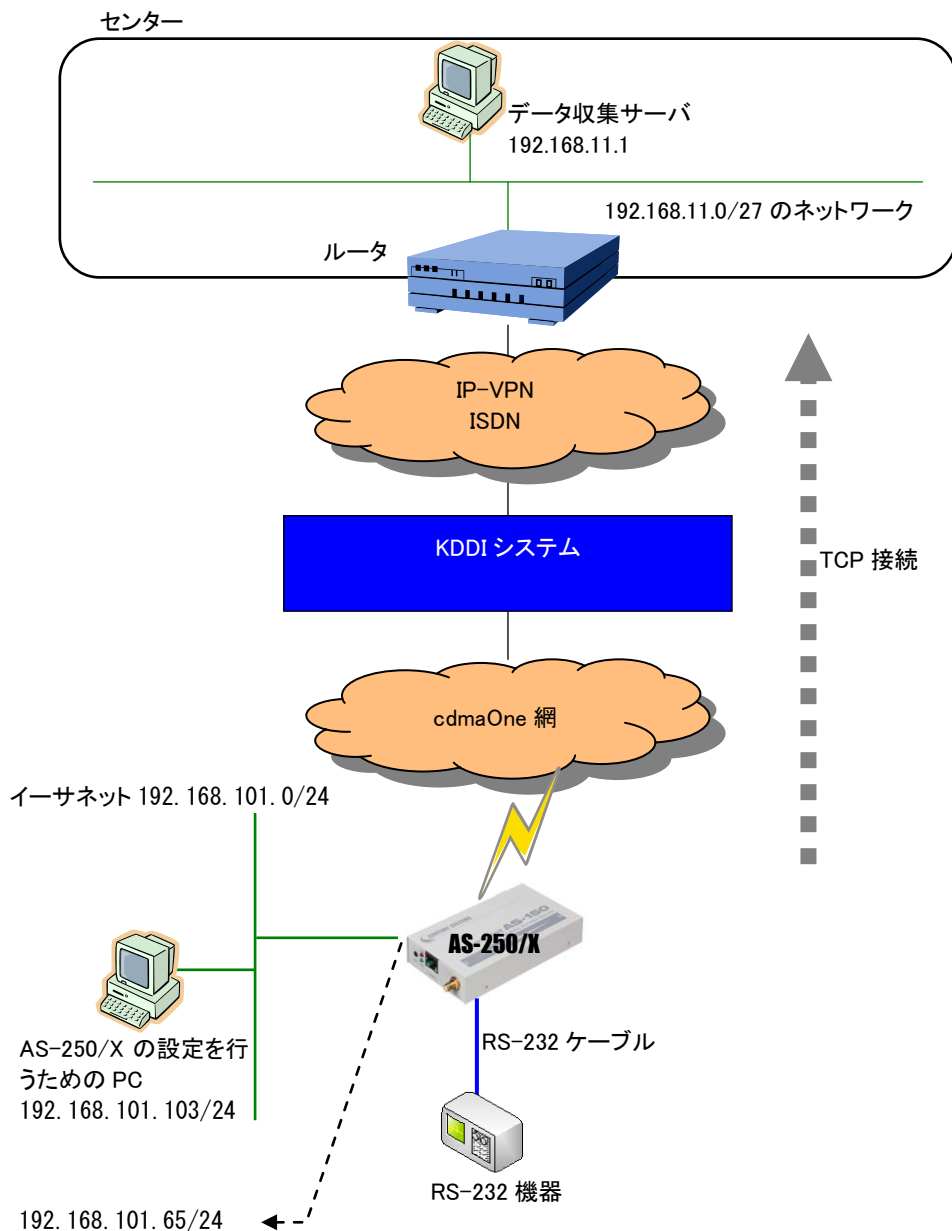 センター
データ収集サーバ
192.168.11.1
192.168.11.0/27 のネットワーク
ルータ
IP-VPN
ISDN
KDDI システム
TCP 接続
cdmaOne 網
イーサネット 192.168.101.0/24
AS-150
AS-250/X
RS-232 ケーブル
AS-250/X の設定を行
うための PC
192.168.101.103/24
RS-232 機器
192.168.101.65/24